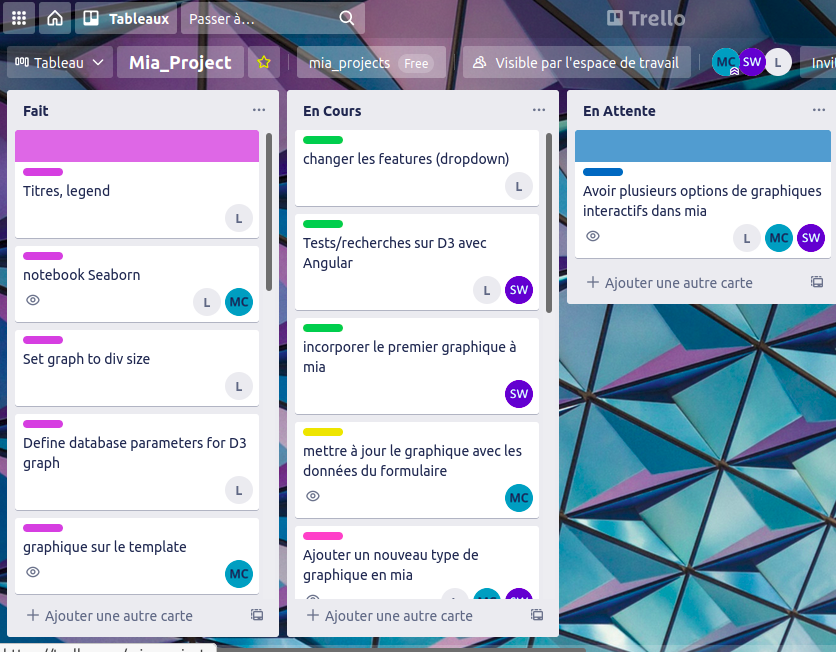 Tableaux
Passer à…
Trello
Tableau
Mia_Project
mia_projects Free
Visible par l'espace de travail
MC SW L
Fait
Titres, legend
L
notebook Seaborn
L MC
Set graph to div size
L
Define database parameters for D3
graph
L
graphique sur le template
MC
Ajouter une autre carte
En Cours
changer les features (dropdown)
L
Tests/recherches sur D3 avec
Angular
L SW
incorporer le premier graphique à
mia
SW
mettre à jour le graphique avec les
données du formulaire
MC
Ajouter un nouveau type de
graphique en mia
Ajouter une autre carte
En Attente
Avoir plusieurs options de graphiques
interactifs dans mia
L MC SW
Ajouter une autre carte